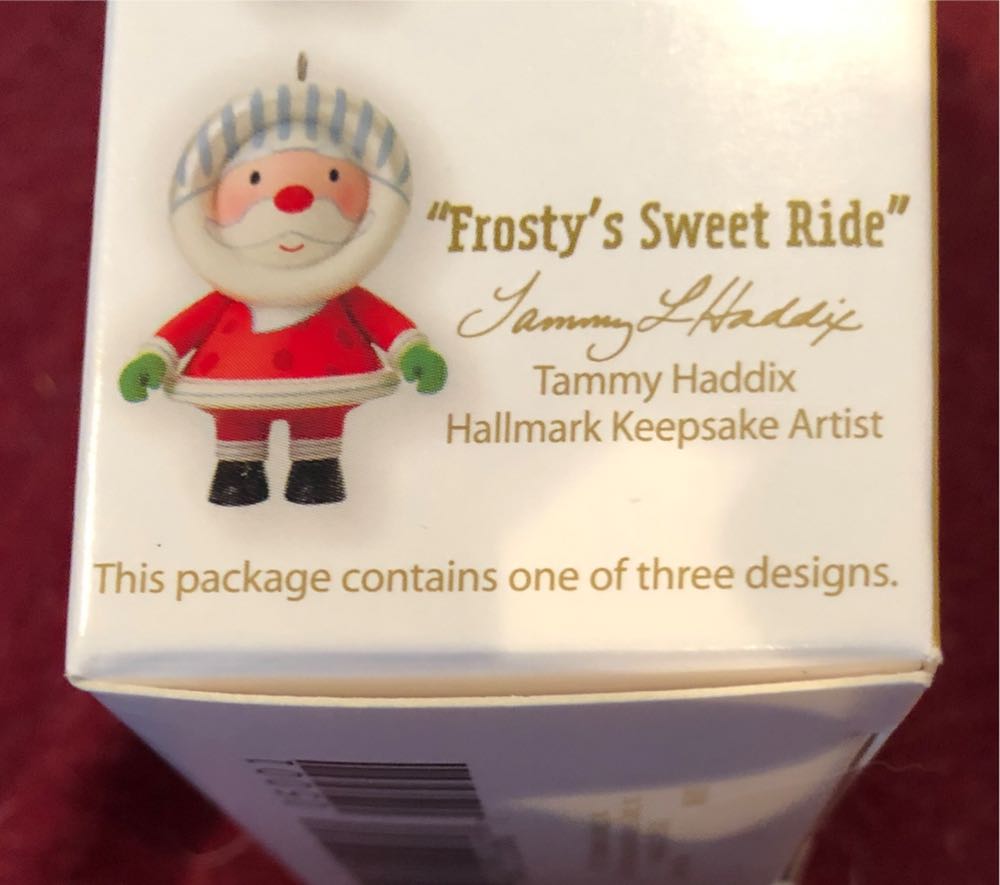 “Frosty’s Sweet Ride”
Tammy L Haddix
Tammy Haddix
Hallmark Keepsake Artist
This package contains one of three designs.